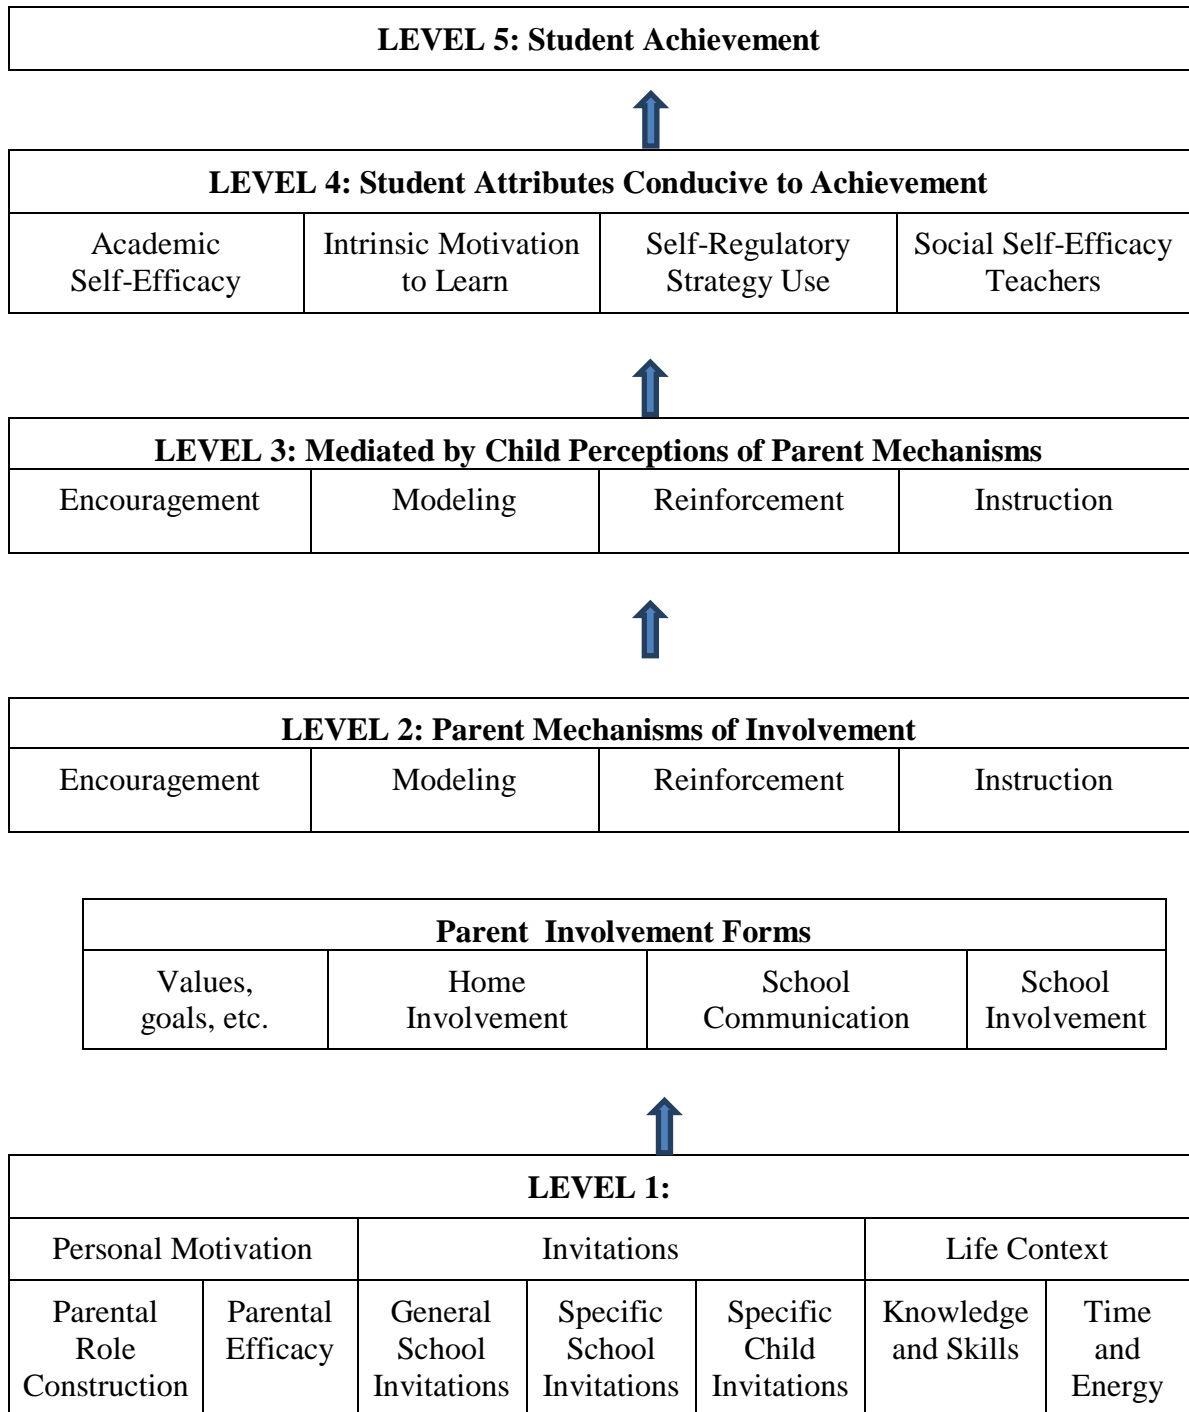 LEVEL 5: Student Achievement
LEVEL 4: Student Attributes Conducive to Achievement
Academic
Self-Efficacy
Intrinsic Motivation
to Learn
Self-Regulatory
Strategy Use
Social Self-Efficacy
Teachers
LEVEL 3: Mediated by Child Perceptions of Parent Mechanisms
Encouragement
Modeling
Reinforcement
Instruction
LEVEL 2: Parent Mechanisms of Involvement
Encouragement
Modeling
Reinforcement
Instruction
Parent Involvement Forms
Values,
goals, etc.
Home
Involvement
School
Communication
School
Involvement
LEVEL 1:
Personal Motivation
Invitations
Life Context
Parental
Role
Construction
Parental
Efficacy
General
School
Invitations
Specific
School
Invitations
Specific
Child
Invitations
Knowledge
and Skills
Time
and
Energy